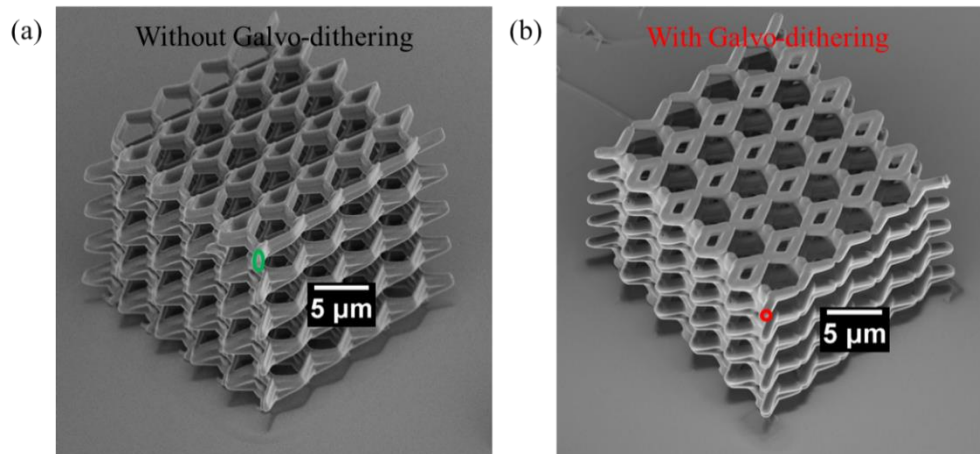 (a)
Without Galvo-dithering
5 μm
(b)
With Galvo-dithering
5 μm